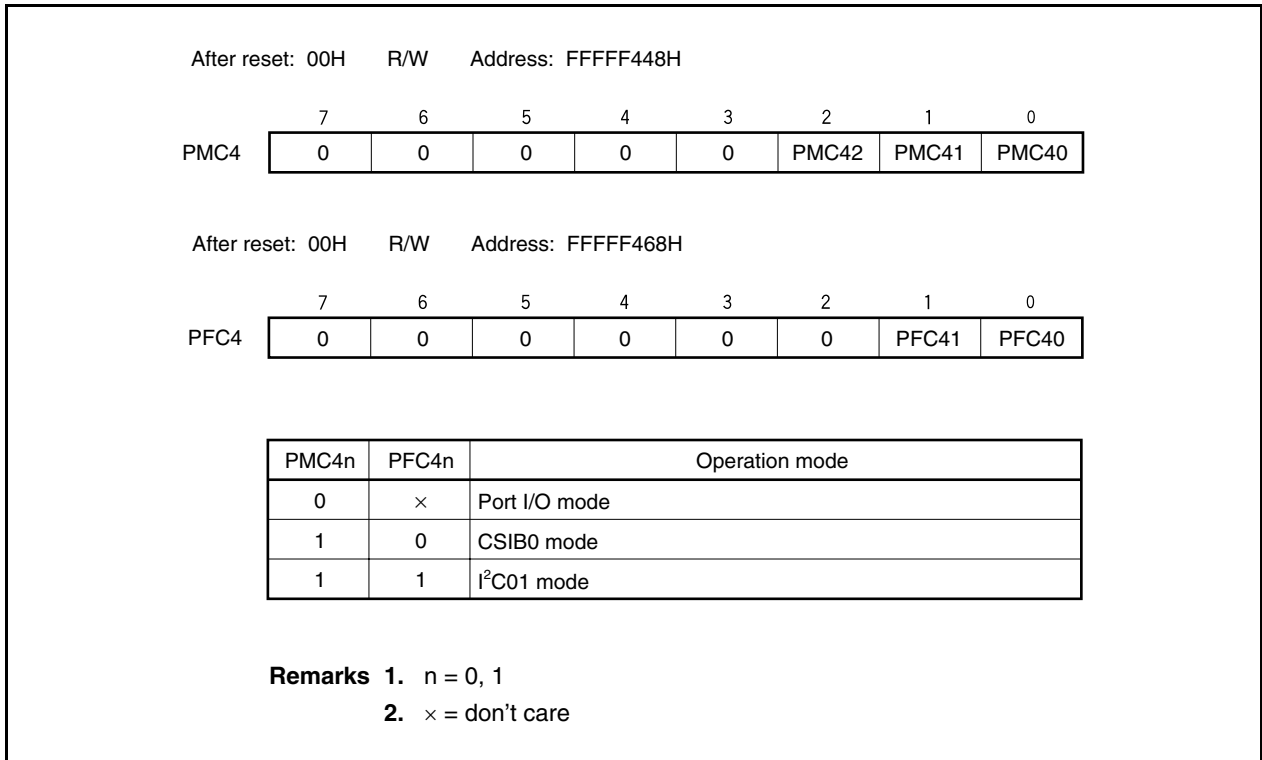 After reset: 00H R/W Address: FFFFF448H
7 6 5 4 3 2 1 0
PMC4 0 0 0 0 0 PMC42 PMC41 PMC40
After reset: 00H R/W Address: FFFFF468H
7 6 5 4 3 2 1 0
PFC4 0 0 0 0 0 0 PFC41 PFC40
PMC4n PFC4n Operation mode
0 × Port I/O mode
1 0 CSIB0 mode
1 1 I²C01 mode
Remarks 1. n = 0, 1
2. × = don't care